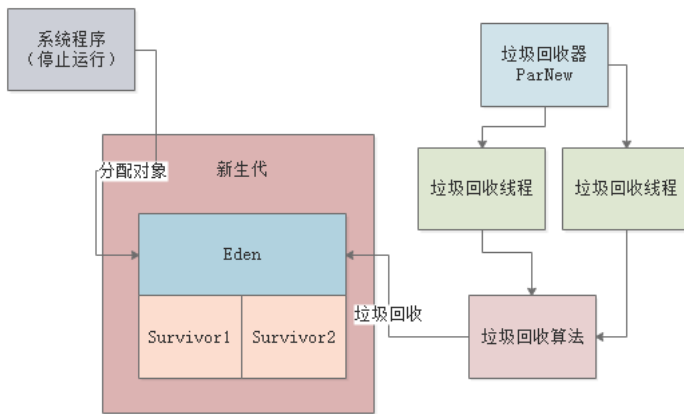 系统程序
（停止运行）
垃圾回收器
ParNew
分配对象
新生代
垃圾回收线程
垃圾回收线程
Eden
垃圾回收
Survivor1
Survivor2
垃圾回收算法